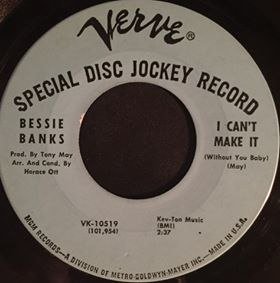 VERVE®
SPECIAL DISC JOCKEY RECORD
BESSIE
BANKS
Prod. By Tony May
Arr. And Cond. By
Horace Ott
I CAN'T
MAKE IT
(Without You Baby)
(May)
VK-10519
(101,954)
Kev-Ton Music
(BMI)
2:37
MGM RECORDS—A DIVISION OF METRO-GOLDWYN-MAYER INC.—MADE IN U.S.A.